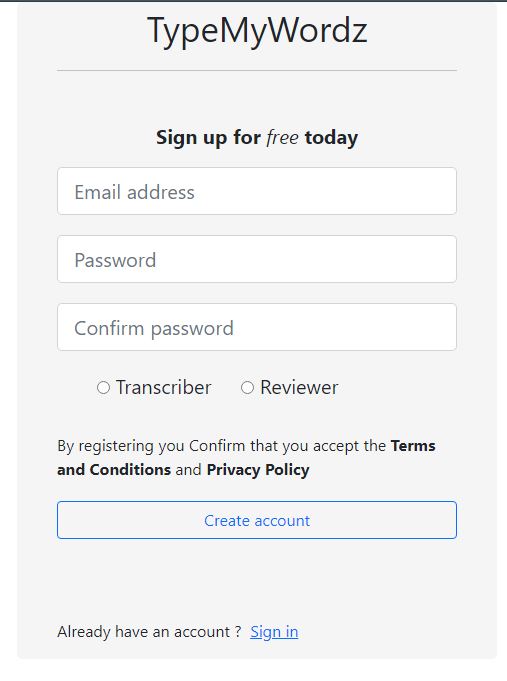 TypeMyWordz
Sign up for free today
Email address
Password
Confirm password
Transcriber Reviewer
By registering you Confirm that you accept the Terms
and Conditions and Privacy Policy
Create account
Already have an account ? Sign in